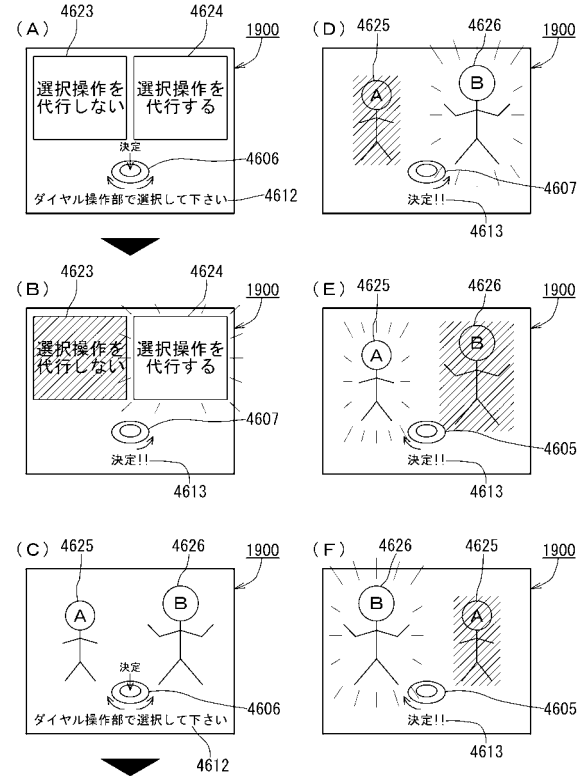 (A)
4623
4624
1900
選択操作を
代行しない
選択操作を
代行する
決定
4606
ダイヤル操作部で選択して下さい
4612
(B)
4623
4624
1900
選択操作を
代行しない
選択操作を
代行する
4607
決定!!
4613
(C)
4625
4626
1900
A
B
決定
4606
ダイヤル操作部で選択して下さい
4612
(D)
4625
4626
1900
A
B
4607
決定!!
4613
(E)
4625
4626
1900
A
B
4605
決定!!
4613
(F)
4626
4625
1900
B
A
4605
決定!!
4613